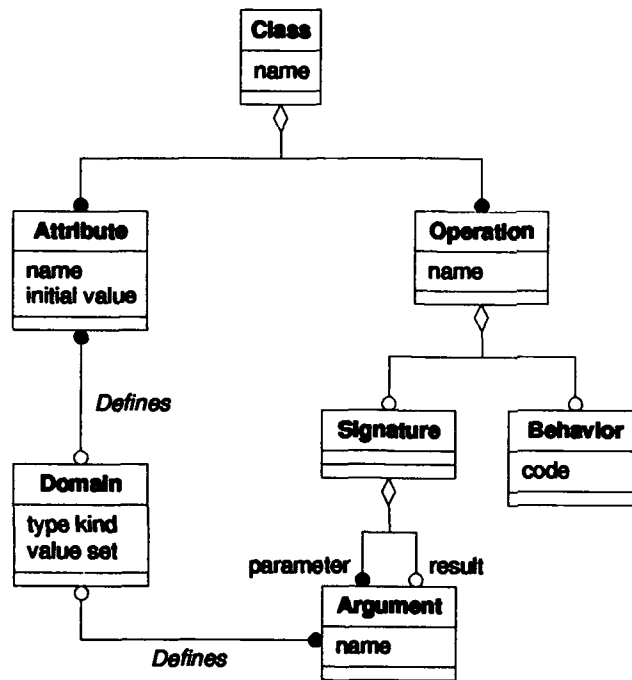 Class
name
Attribute
name
initial value
Operation
name
Defines
Signature
Behavior
code
Domain
type kind
value set
parameter
result
Argument
name
Defines